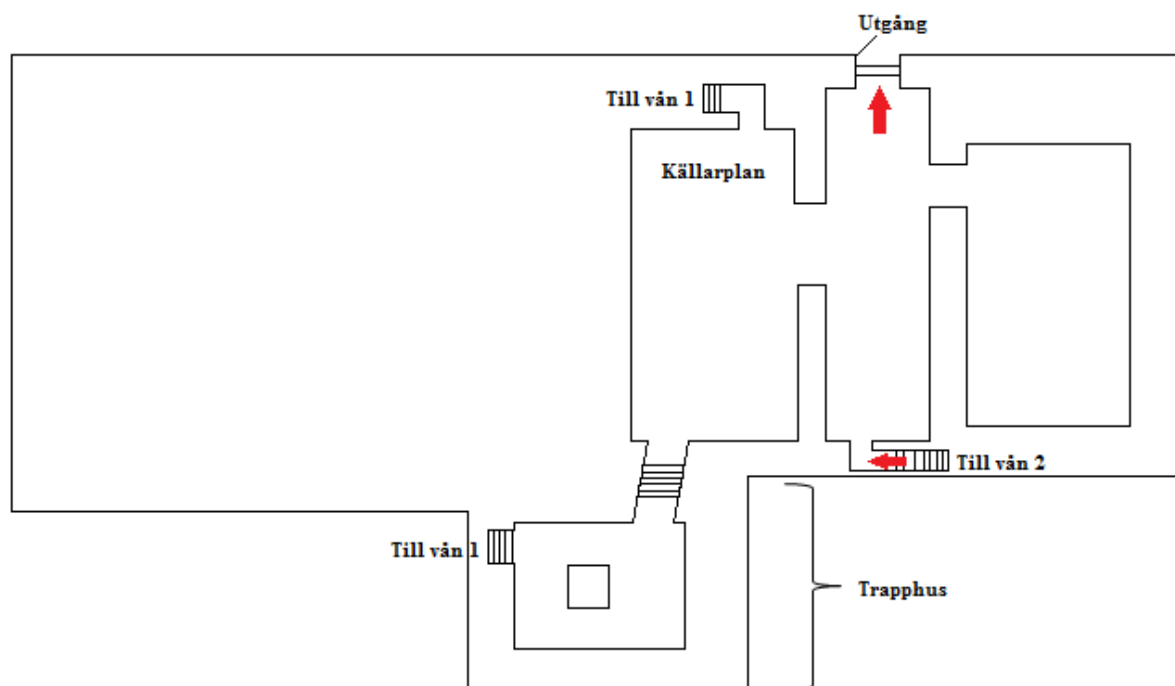 Utgång
Till vån 1
Källarplan
Till vån 2
Till vån 1
Trapphus